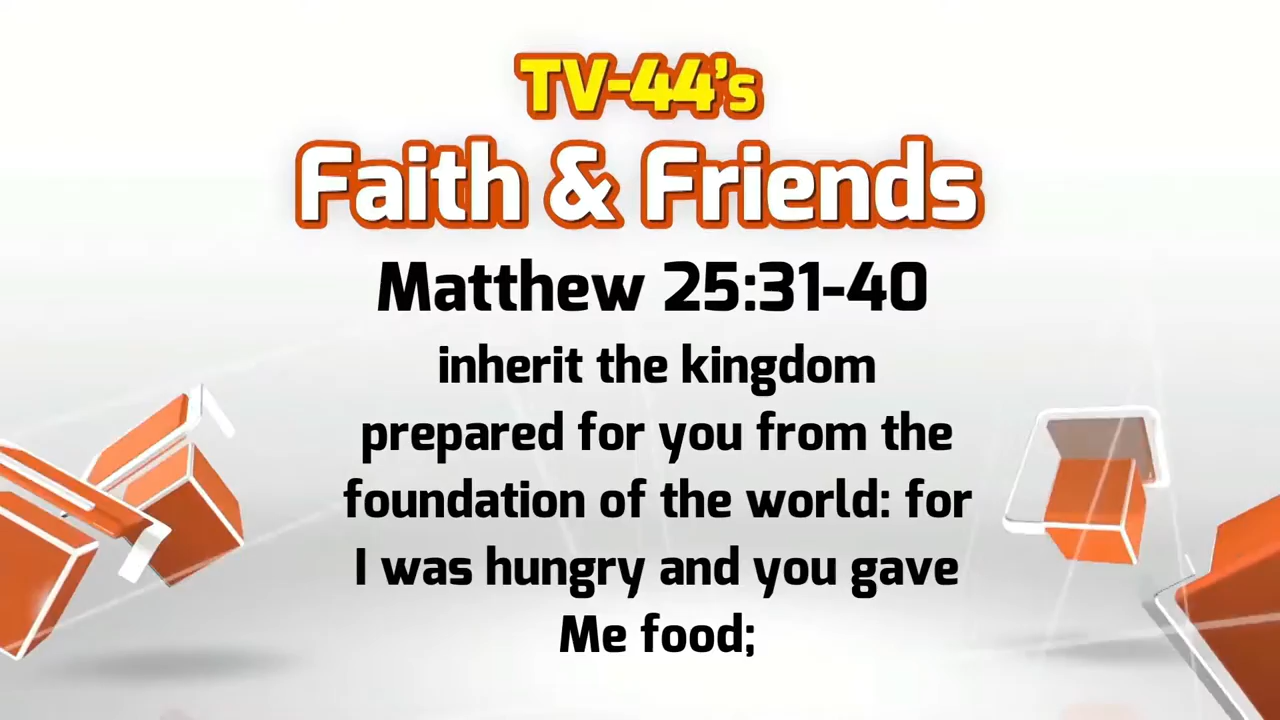 TV-44's
Faith & Friends
Matthew 25:31-40
inherit the kingdom
prepared for you from the
foundation of the world: for
I was hungry and you gave
Me food;